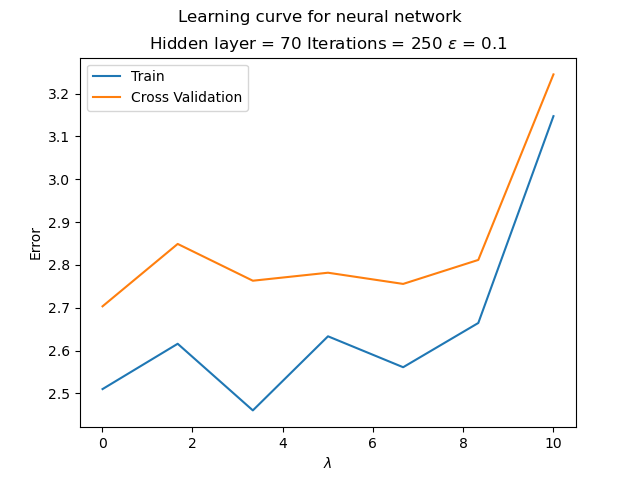 Learning curve for neural network
Hidden layer = 70 Iterations = 250 ε = 0.1
Train
Cross Validation
3.2
3.1
3.0
2.9
2.8
2.7
2.6
2.5
Error
0 2 4 6 8 10
λ